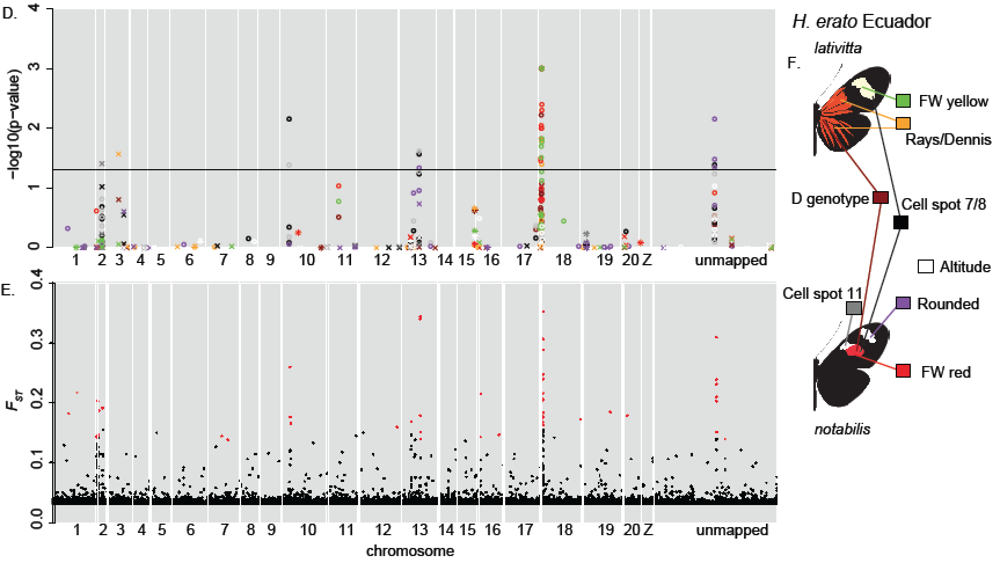 D.
4
3
2
1
0
−log10(p−value)
1 2 3 4 5 6 7 8 9 10 11 12 13 14 15 16 17 18 19 20 Z unmapped
E.
0.4
0.3
0.2
0.1
0.0
FST
1 2 3 4 5 6 7 8 9 10 11 12 13 14 15 16 17 18 19 20 Z unmapped
chromosome
H. erato Ecuador
lativitta
F.
FW yellow
Rays/Dennis
D genotype
Cell spot 7/8
Altitude
Cell spot 11
Rounded
FW red
notabilis